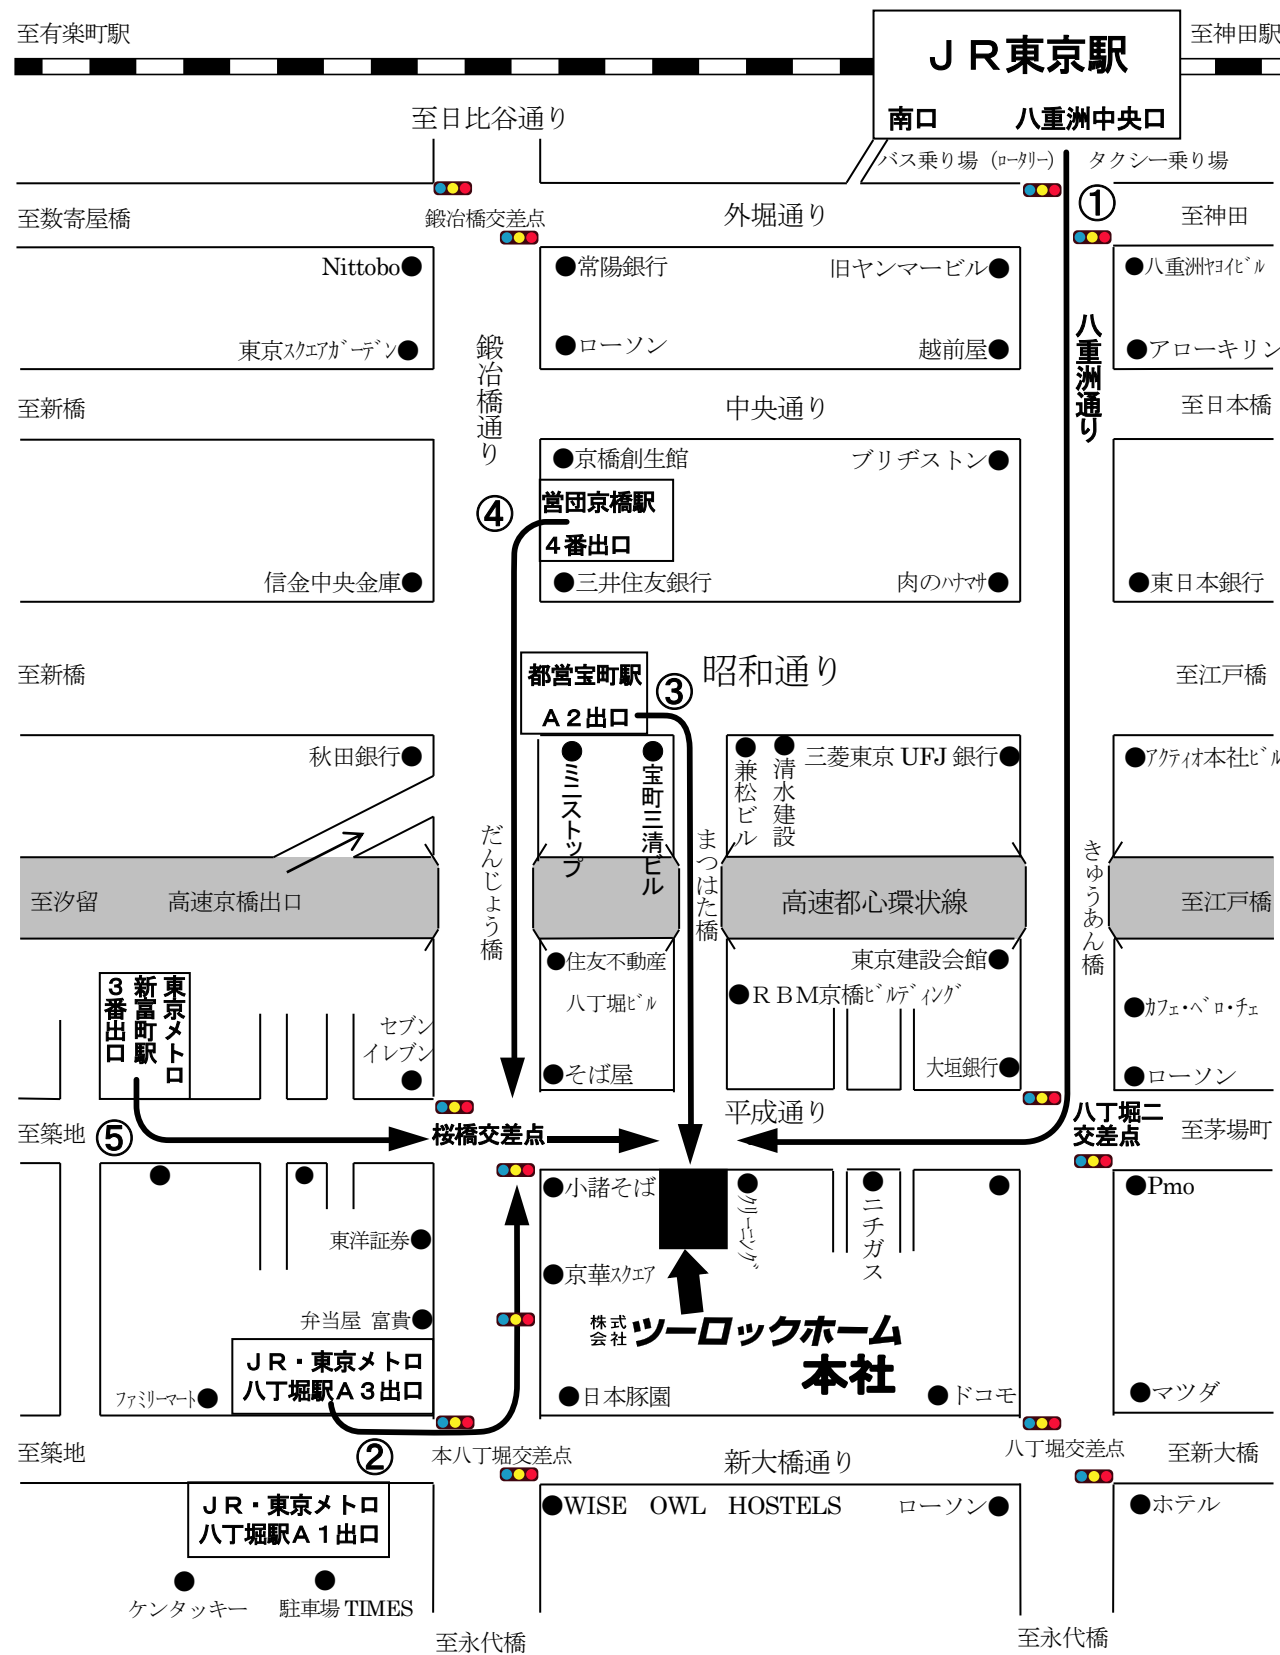 至有楽町駅
ＪＲ東京駅
至神田駅
南口　八重洲中央口
至日比谷通り
バス乗り場（ロータリー）
タクシー乗り場
①
至数寄屋橋
鍛冶橋交差点
外堀通り
至神田
Nittobo●
●常陽銀行
旧ヤンマービル●
●八重洲ヤヨイビル
東京スクエアガーデン●
●ローソン
越前屋●
●アローキリン
鍛冶橋通り
八重洲通り
至新橋
中央通り
至日本橋
●京橋創生館
ブリヂストン●
④
営団京橋駅
４番出口
信金中央金庫●
●三井住友銀行
肉のハナマサ●
●東日本銀行
至新橋
都営宝町駅
Ａ２出口
③
昭和通り
至江戸橋
秋田銀行●
●ミニストップ
●宝町三清ビル
●兼松ビル
●清水建設
三菱東京 UFJ 銀行●
●アクティオ本社ビル
だんじょう橋
まつはた橋
きゅうあん橋
至汐留
高速京橋出口
高速都心環状線
至江戸橋
●住友不動産
八丁堀ビル
東京建設会館●
●ＲＢＭ京橋ビルディング
●カフェ・ベローチェ
東京メトロ
新富町駅
３番出口
セブン
イレブン
●
●そば屋
大垣銀行●
●ローソン
平成通り
八丁堀二
交差点
至築地
⑤
桜橋交差点
至茅場町
●小諸そば
●クリーニング
●ニチガス
●Pmo
東洋証券●
●京華スクエア
弁当屋 富貴●
株式
会社
ツーロックホーム
本社
ＪＲ・東京メトロ
八丁堀駅Ａ３出口
ファミリーマート●
●日本豚園
●ドコモ
●マツダ
②
至築地
本八丁堀交差点
新大橋通り
八丁堀交差点
至新大橋
ＪＲ・東京メトロ
八丁堀駅Ａ１出口
●WISE OWL HOSTELS
ローソン●
●ホテル
ケンタッキー
駐車場 TIMES
至永代橋
至永代橋